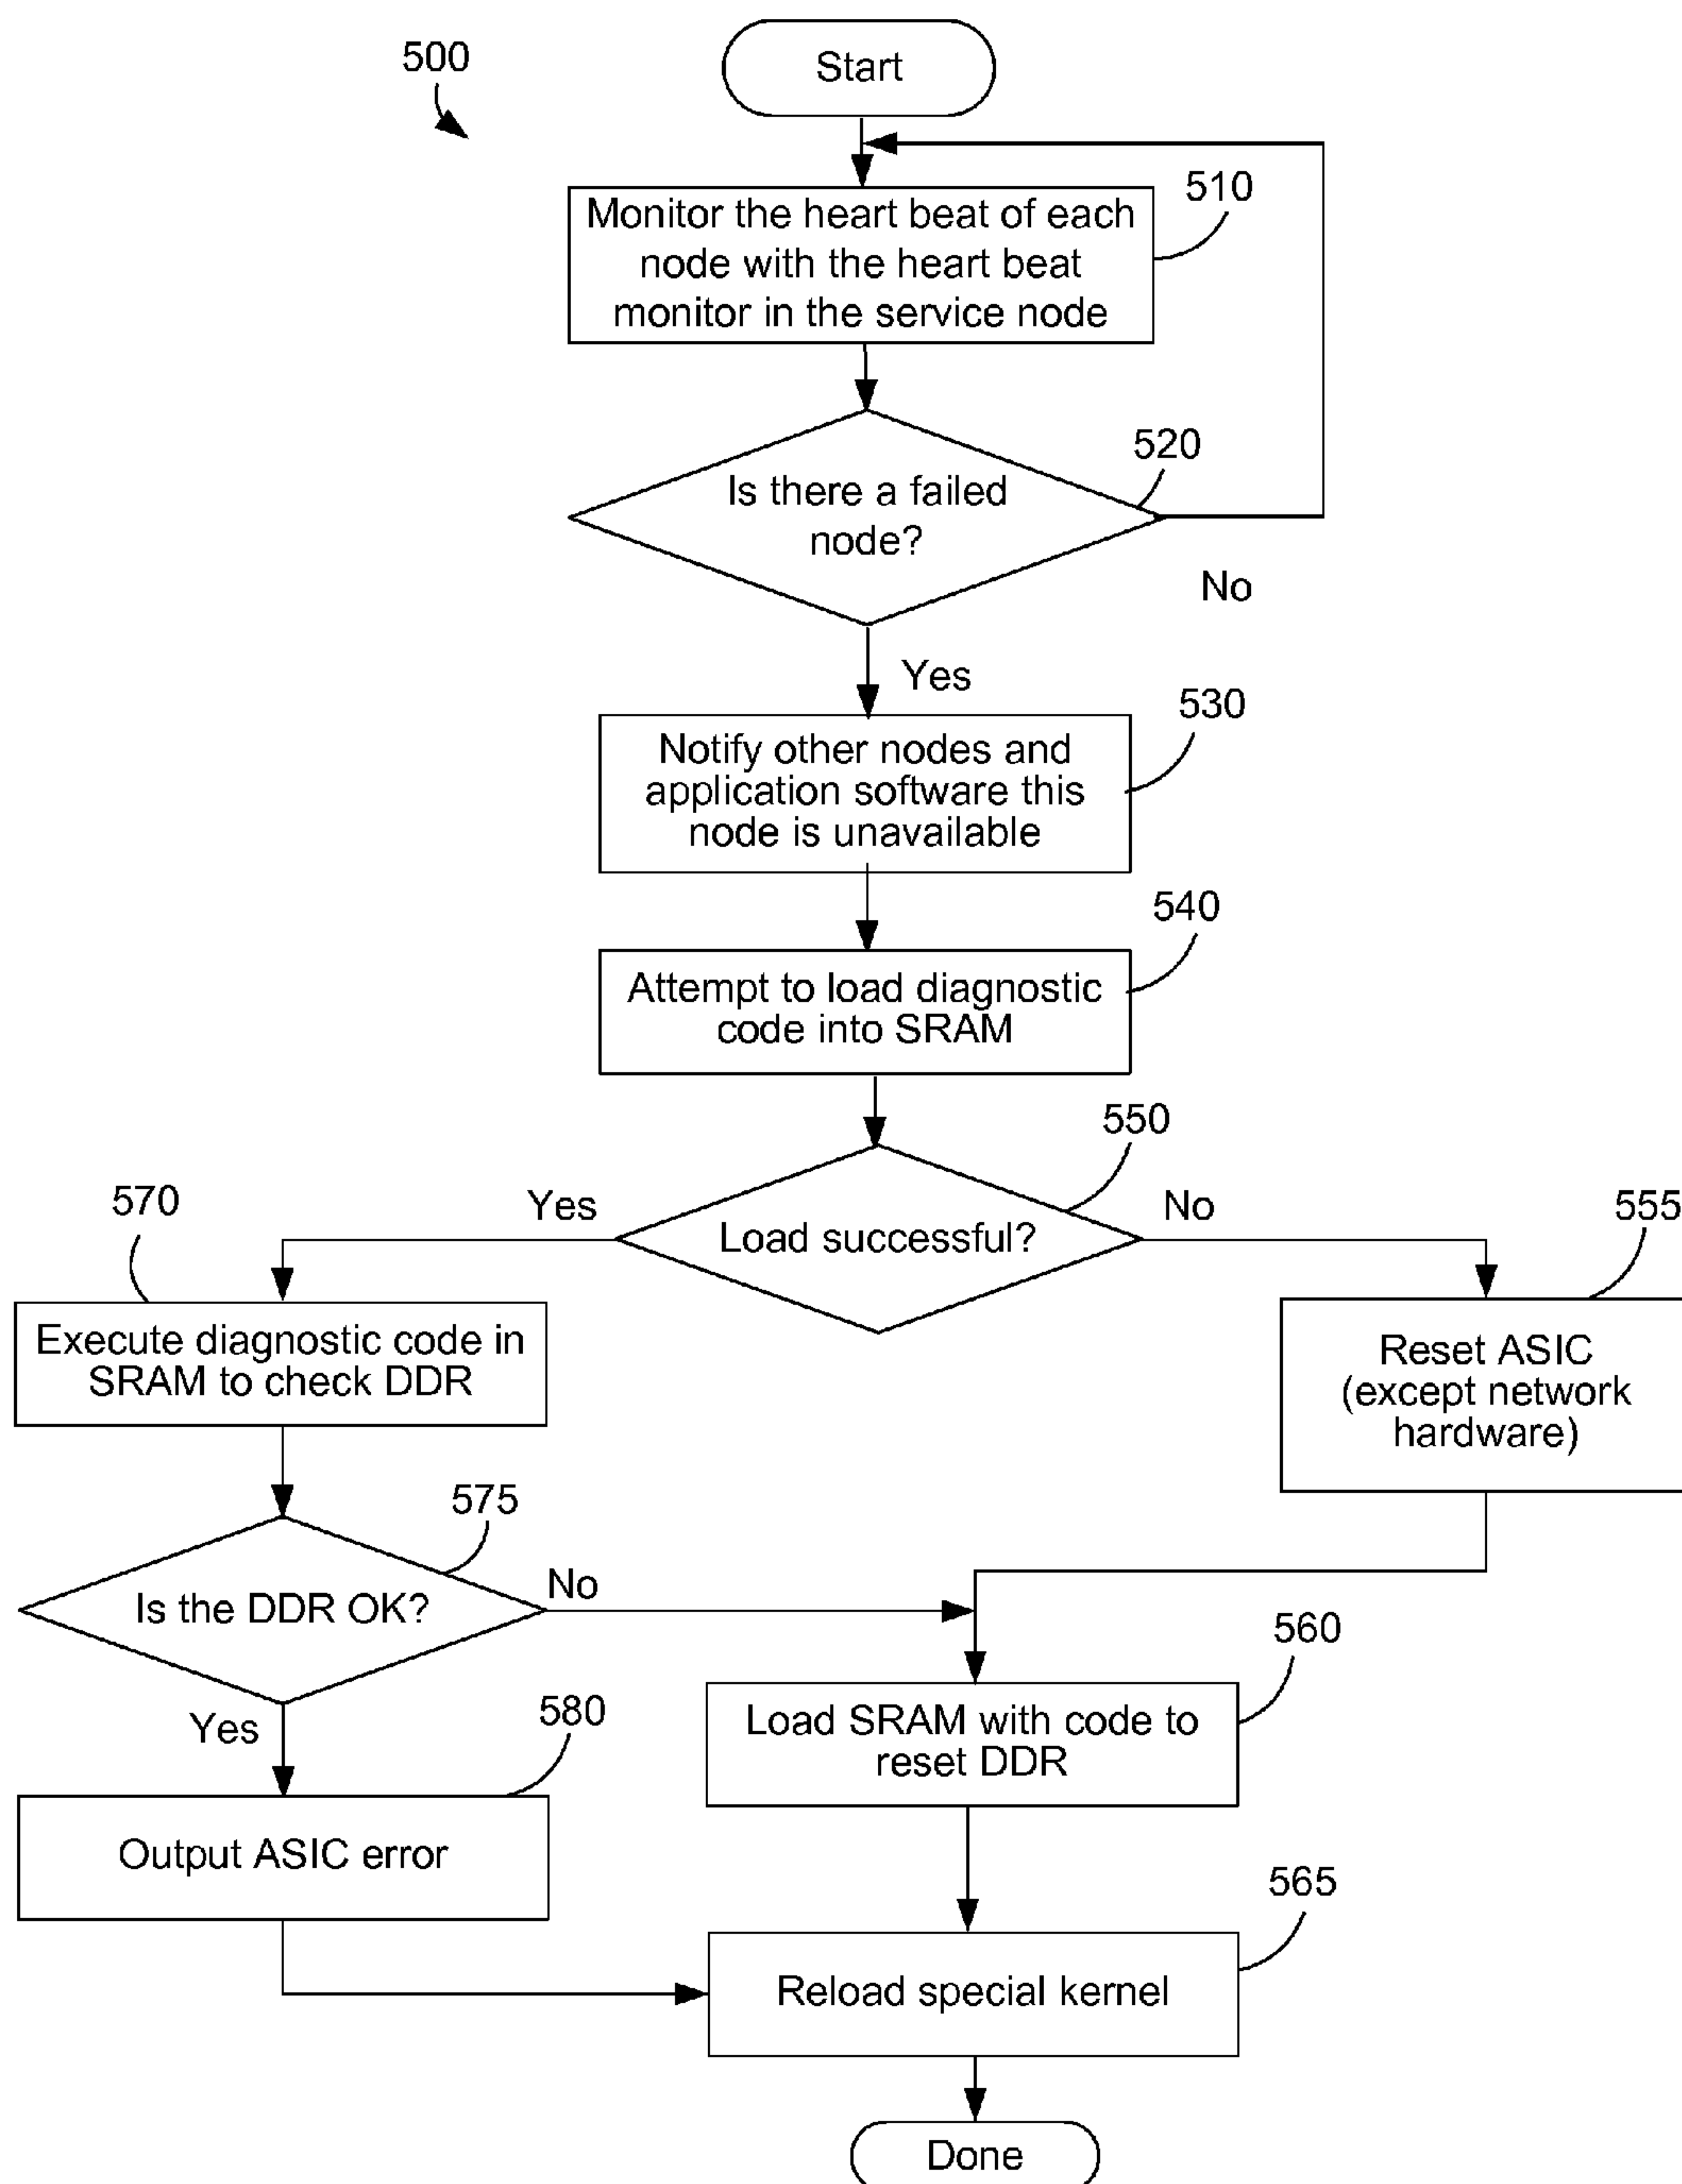 Start
500
510
Monitor the heart beat of each
node with the heart beat
monitor in the service node
520
Is there a failed
node?
No
Yes
530
Notify other nodes and
application software this
node is unavailable
540
Attempt to load diagnostic
code into SRAM
550
Load successful?
Yes
No
570
555
Execute diagnostic code in
SRAM to check DDR
Reset ASIC
(except network
hardware)
575
Is the DDR OK?
No
Yes
560
Load SRAM with code to
reset DDR
580
Output ASIC error
565
Reload special kernel
Done